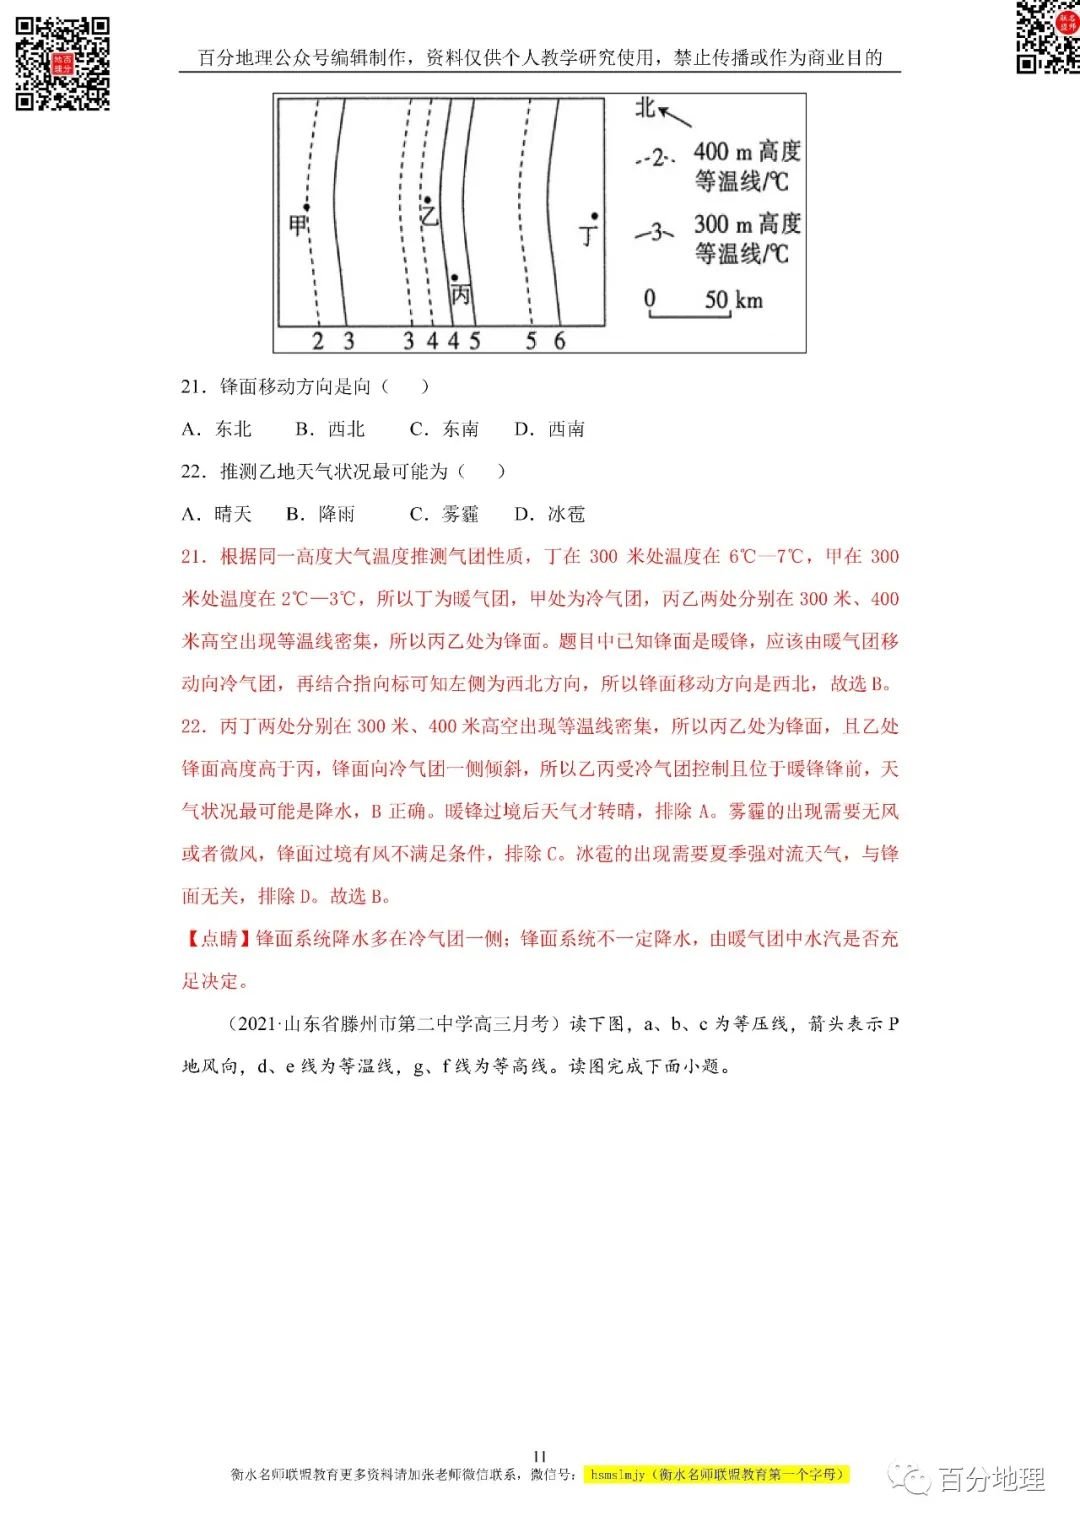 百分地理公众号编辑制作，资料仅供个人教学研究使用，禁止传播或作为商业目的
北
400 m 高度
等温线/℃
2
300 m 高度
等温线/℃
3
0 50 km
甲
乙
丙
丁
2 3 3 4 4 5 5 6
21．锋面移动方向是向（ ）
A．东北 B．西北 C．东南 D．西南
22．推测乙地天气状况最可能为（ ）
A．晴天 B．降雨 C．雾霾 D．冰雹
21．根据同一高度大气温度推测气团性质，丁在 300 米处温度在 6℃—7℃，甲在 300
米处温度在 2℃—3℃，所以丁为暖气团，甲处为冷气团，丙乙两处分别在 300 米、400
米高空出现等温线密集，所以丙乙处为锋面。题目中已知锋面是暖锋，应该由暖气团移
动向冷气团，再结合指向标可知左侧为西北方向，所以锋面移动方向是西北，故选 B。
22．丙丁两处分别在 300 米、400 米高空出现等温线密集，所以丙乙处为锋面，且乙处
锋面高度高于丙，锋面向冷气团一侧倾斜，所以乙丙受冷气团控制且位于暖锋锋前，天
气状况最可能是降水，B 正确。暖锋过境后天气才转晴，排除 A。雾霾的出现需要无风
或者微风，锋面过境有风不满足条件，排除 C。冰雹的出现需要夏季强对流天气，与锋
面无关，排除 D。故选 B。
【点睛】锋面系统降水多在冷气团一侧；锋面系统不一定降水，由暖气团中水汽是否充
足决定。
（2021·山东省滕州市第二中学高三月考）读下图，a、b、c 为等压线，箭头表示 P
地风向，d、e 线为等温线，g、f 线为等高线。读图完成下面小题。
11
衡水名师联盟教育更多资料请加张老师微信联系，微信号： hsmslmjy（衡水名师联盟教育第一个字母）
百分地理